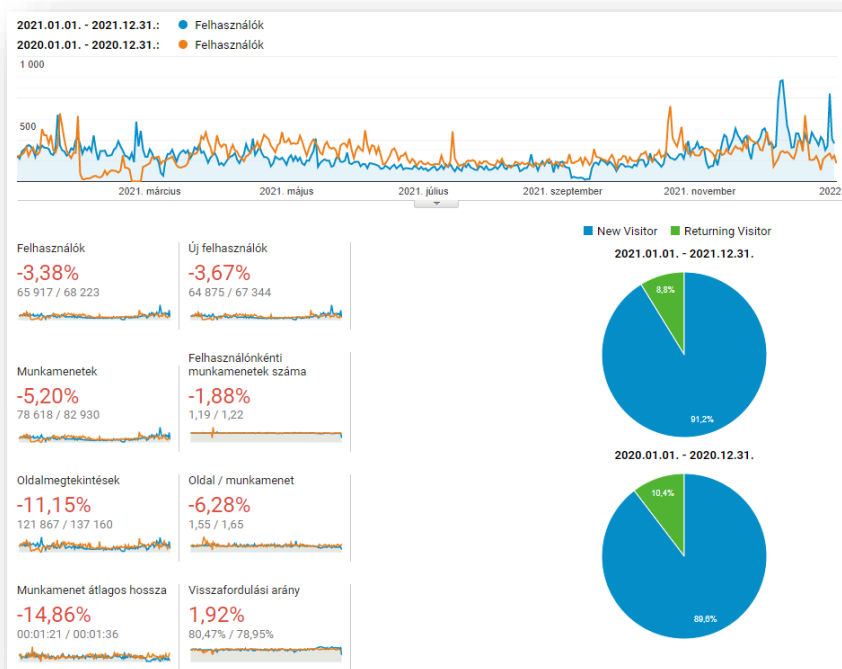 2021.01.01. - 2021.12.31.: Felhasználók
2020.01.01. - 2020.12.31.: Felhasználók
1 000
500
2021. március 2021. május 2021. július 2021. szeptember 2021. november 2022
Felhasználók
-3,38%
65 917 / 68 223
Új felhasználók
-3,67%
64 875 / 67 344
Munkamenetek
-5,20%
78 618 / 82 930
Felhasználónkénti
munkamenetek száma
-1,88%
1,19 / 1,22
Oldalmegtekintések
-11,15%
121 867 / 137 160
Oldal / munkamenet
-6,28%
1,55 / 1,65
Munkamenet átlagos hossza
-14,86%
00:01:21 / 00:01:36
Visszafordulási arány
1,92%
80,47% / 78,95%
New Visitor Returning Visitor
2021.01.01. - 2021.12.31.
8,8%
91,2%
2020.01.01. - 2020.12.31.
10,4%
89,6%